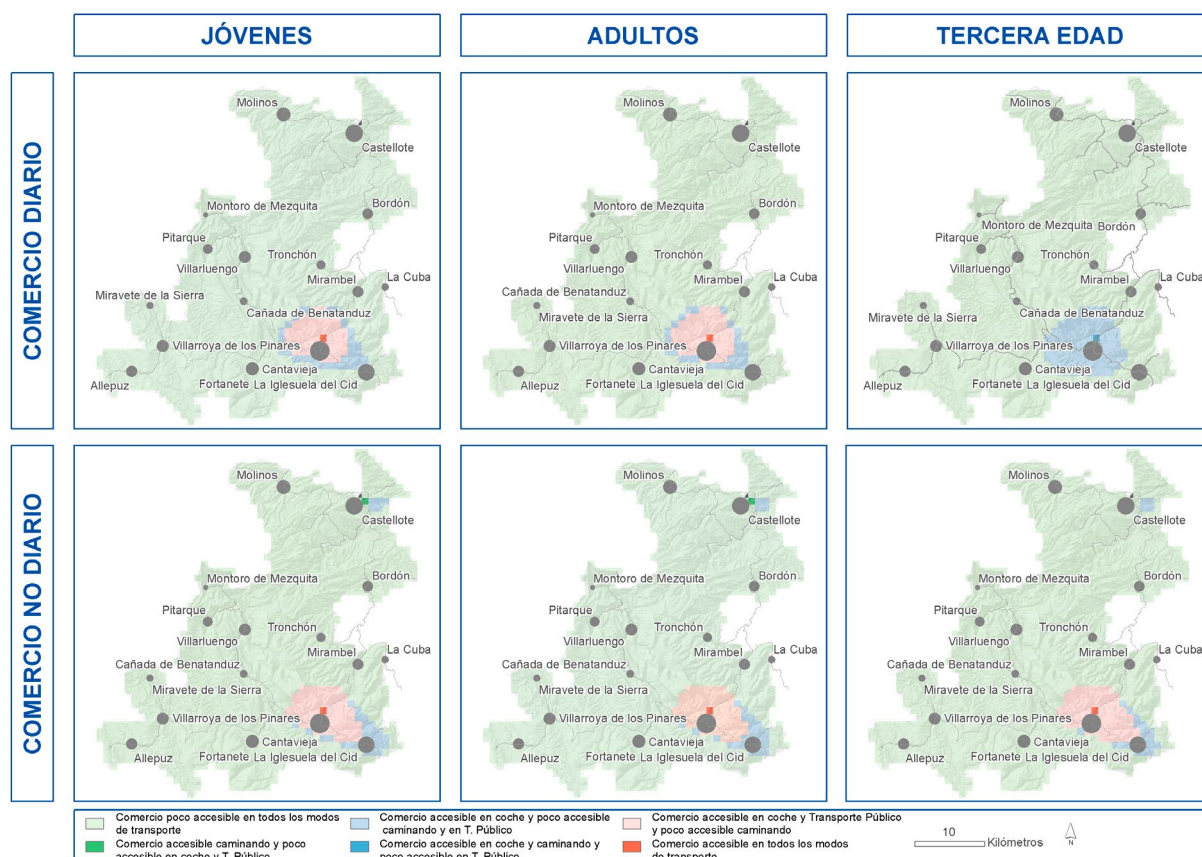 JÓVENES
ADULTOS
TERCERA EDAD
COMERCIO DIARIO
Molinos
Castellote
Montoro de Mezquita
Bordón
Pitarque
Tronchón
Villarluengo
Mirambel
La Cuba
Miravete de la Sierra
Cañada de Benatanduz
Villarroya de los Pinares
Cantavieja
Allepuz
Fortanete
La Iglesuela del Cid
Molinos
Castellote
Montoro de Mezquita
Bordón
Pitarque
Tronchón
Villarluengo
Mirambel
La Cuba
Cañada de Benatanduz
Miravete de la Sierra
Villarroya de los Pinares
Cantavieja
Allepuz
Fortanete
La Iglesuela del Cid
Molinos
Castellote
Montoro de Mezquita
Bordón
Pitarque
Tronchón
Villarluengo
Mirambel
La Cuba
Cañada de Benatanduz
Miravete de la Sierra
Villarroya de los Pinares
Cantavieja
Allepuz
Fortanete
La Iglesuela del Cid
COMERCIO NO DIARIO
Molinos
Castellote
Montoro de Mezquita
Bordón
Pitarque
Tronchón
Villarluengo
Mirambel
La Cuba
Cañada de Benatanduz
Miravete de la Sierra
Villarroya de los Pinares
Cantavieja
Allepuz
Fortanete
La Iglesuela del Cid
Molinos
Castellote
Montoro de Mezquita
Bordón
Pitarque
Tronchón
Villarluengo
Mirambel
La Cuba
Cañada de Benatanduz
Miravete de la Sierra
Villarroya de los Pinares
Cantavieja
Allepuz
Fortanete
La Iglesuela del Cid
Molinos
Castellote
Montoro de Mezquita
Bordón
Pitarque
Tronchón
Villarluengo
Mirambel
La Cuba
Cañada de Benatanduz
Miravete de la Sierra
Villarroya de los Pinares
Cantavieja
Allepuz
Fortanete
La Iglesuela del Cid
Comercio poco accesible en todos los modos
de transporte
Comercio accesible caminando y poco
accesible en coche y T. Público
Comercio accesible en coche y poco accesible
caminando y en T. Público
Comercio accesible en coche y caminando y
poco accesible en T. Público
Comercio accesible en coche y Transporte Público
y poco accesible caminando
Comercio accesible en todos los modos
de transporte
10
Kilómetros
N